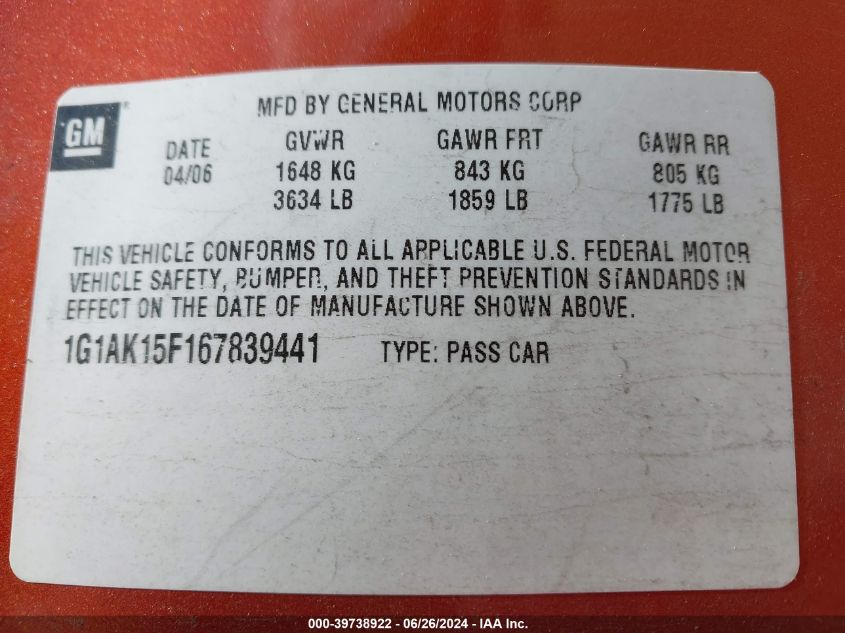 GM
MFD BY GENERAL MOTORS CORP
DATE GVWR GAWR FRT GAWR RR
04/06 1648 KG 843 KG 805 KG
3634 LB 1859 LB 1775 LB
THIS VEHICLE CONFORMS TO ALL APPLICABLE U.S. FEDERAL MOTOR
VEHICLE SAFETY, BUMPER, AND THEFT PREVENTION STANDARDS IN
EFFECT ON THE DATE OF MANUFACTURE SHOWN ABOVE.
1G1AK15F167839441 TYPE: PASS CAR
000-39738922 - 06/26/2024 - IAA Inc.